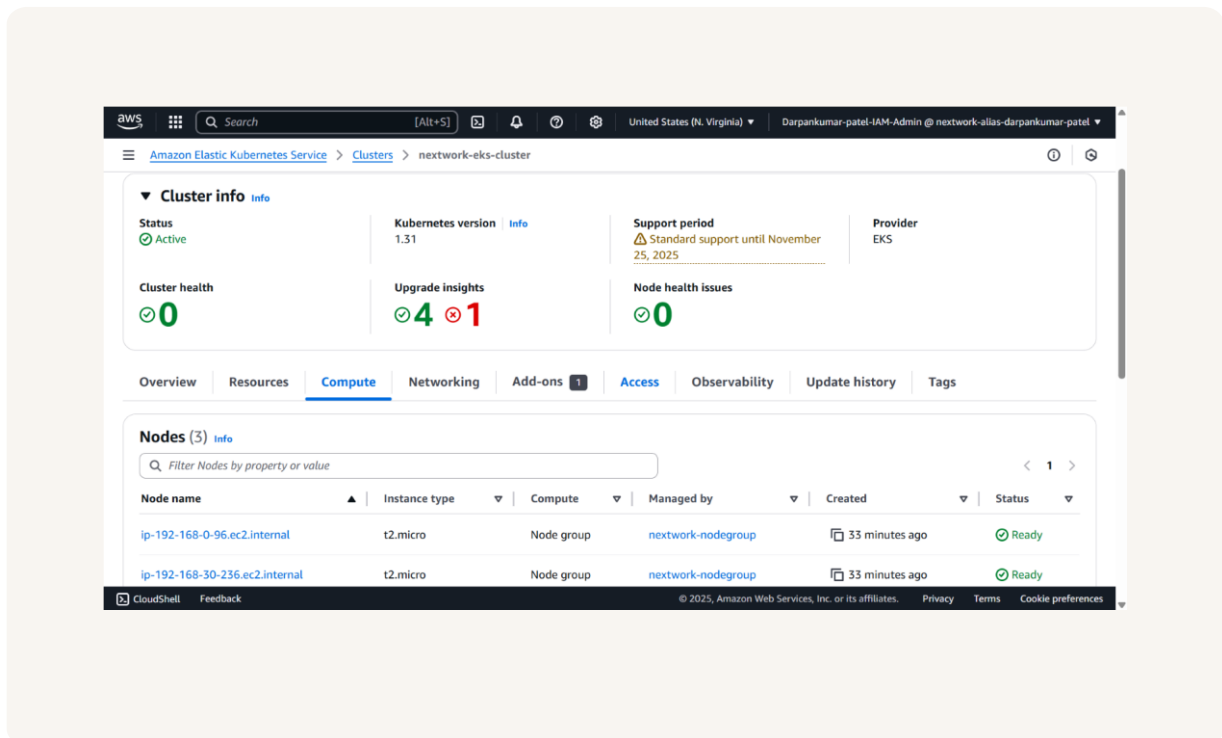 aws
Search [Alt+S] United States (N. Virginia) Darpankumar-patel-IAM-Admin @ nextwork-alias-darpankumar-patel
Amazon Elastic Kubernetes Service > Clusters > nextwork-eks-cluster
Cluster info Info
Status
Active
Kubernetes version Info
1.31
Support period
Standard support until November
25, 2025
Provider
EKS
Cluster health
0
Upgrade insights
4 1
Node health issues
0
Overview Resources Compute Networking Add-ons 1 Access Observability Update history Tags
Nodes (3) Info
Filter Nodes by property or value
1
Node name Instance type Compute Managed by Created Status
ip-192-168-0-96.ec2.internal t2.micro Node group nextwork-nodegroup 33 minutes ago Ready
ip-192-168-30-236.ec2.internal t2.micro Node group nextwork-nodegroup 33 minutes ago Ready
CloudShell Feedback © 2025, Amazon Web Services, Inc. or its affiliates. Privacy Terms Cookie preferences